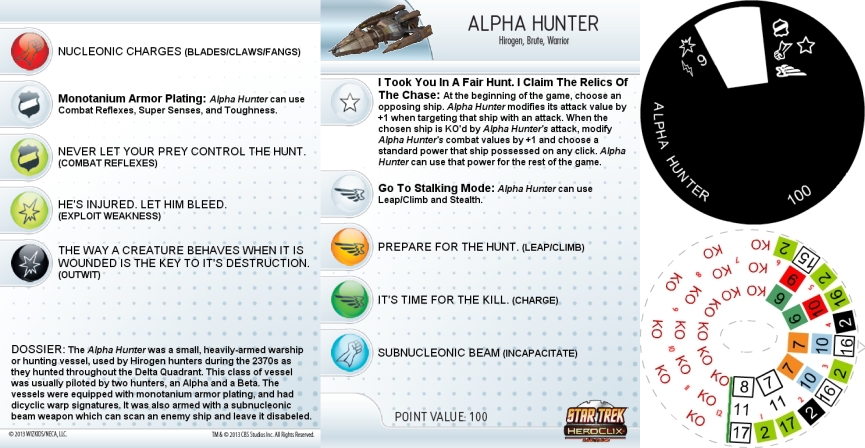 NUCLEONIC CHARGES (BLADES/CLAWS/FANGS)
Monotanium Armor Plating: Alpha Hunter can use
Combat Reflexes, Super Senses, and Toughness.
NEVER LET YOUR PREY CONTROL THE HUNT.
(COMBAT REFLEXES)
HE'S INJURED. LET HIM BLEED.
(EXPLOIT WEAKNESS)
THE WAY A CREATURE BEHAVES WHEN IT IS
WOUNDED IS THE KEY TO IT'S DESTRUCTION.
(OUTWIT)
DOSSIER: The Alpha Hunter was a small, heavily-armed warship
or hunting vessel, used by Hirogen hunters during the 2370s as
they hunted throughout the Delta Quadrant. This class of vessel
was usually piloted by two hunters, an Alpha and a Beta. The
vessels were equipped with monotanium armor plating, and had
dicyclic warp signatures. It was also armed with a subnucleonic
beam weapon which can scan an enemy ship and leave it disabled.
© 2013 WIZKIDS/NECA, LLC.
TM & © 2013 CBS Studios Inc. All Rights Reserved.
ALPHA HUNTER
Hirogen, Brute, Warrior
I Took You In A Fair Hunt. I Claim The Relics Of
The Chase: At the beginning of the game, choose an
opposing ship. Alpha Hunter modifies its attack value by
+1 when targeting that ship with an attack. When the
chosen ship is KO'd by Alpha Hunter's attack, modify
Alpha Hunter's combat values by +1 and choose a
standard power that ship possessed on any click. Alpha
Hunter can use that power for the rest of the game.
Go To Stalking Mode: Alpha Hunter can use
Leap/Climb and Stealth.
PREPARE FOR THE HUNT. (LEAP/CLIMB)
IT'S TIME FOR THE KILL. (CHARGE)
SUBNUCLEONIC BEAM (INCAPACITATE)
POINT VALUE: 100
STAR TREK
HEROCLIX
9
ALPHA HUNTER
100
8 11 17 2
7 11 17 2
7 10 16 2
7 10 16 2
6 10 16 2
6 9 15 2
KO KO KO
KO KO KO
KO KO KO
KO KO KO
KO KO KO
KO KO KO